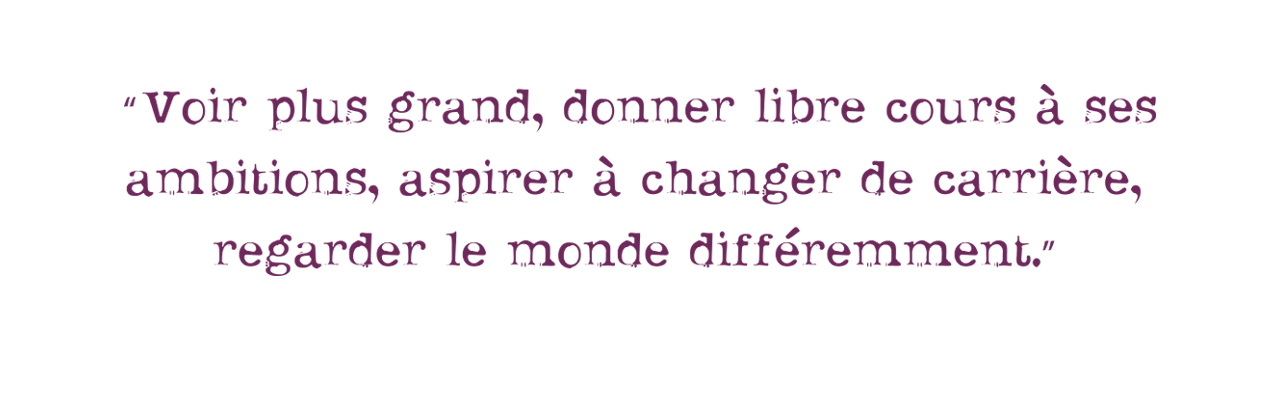 “Voir plus grand, donner libre cours à ses
ambitions, aspirer à changer de carrière,
regarder le monde différemment.”